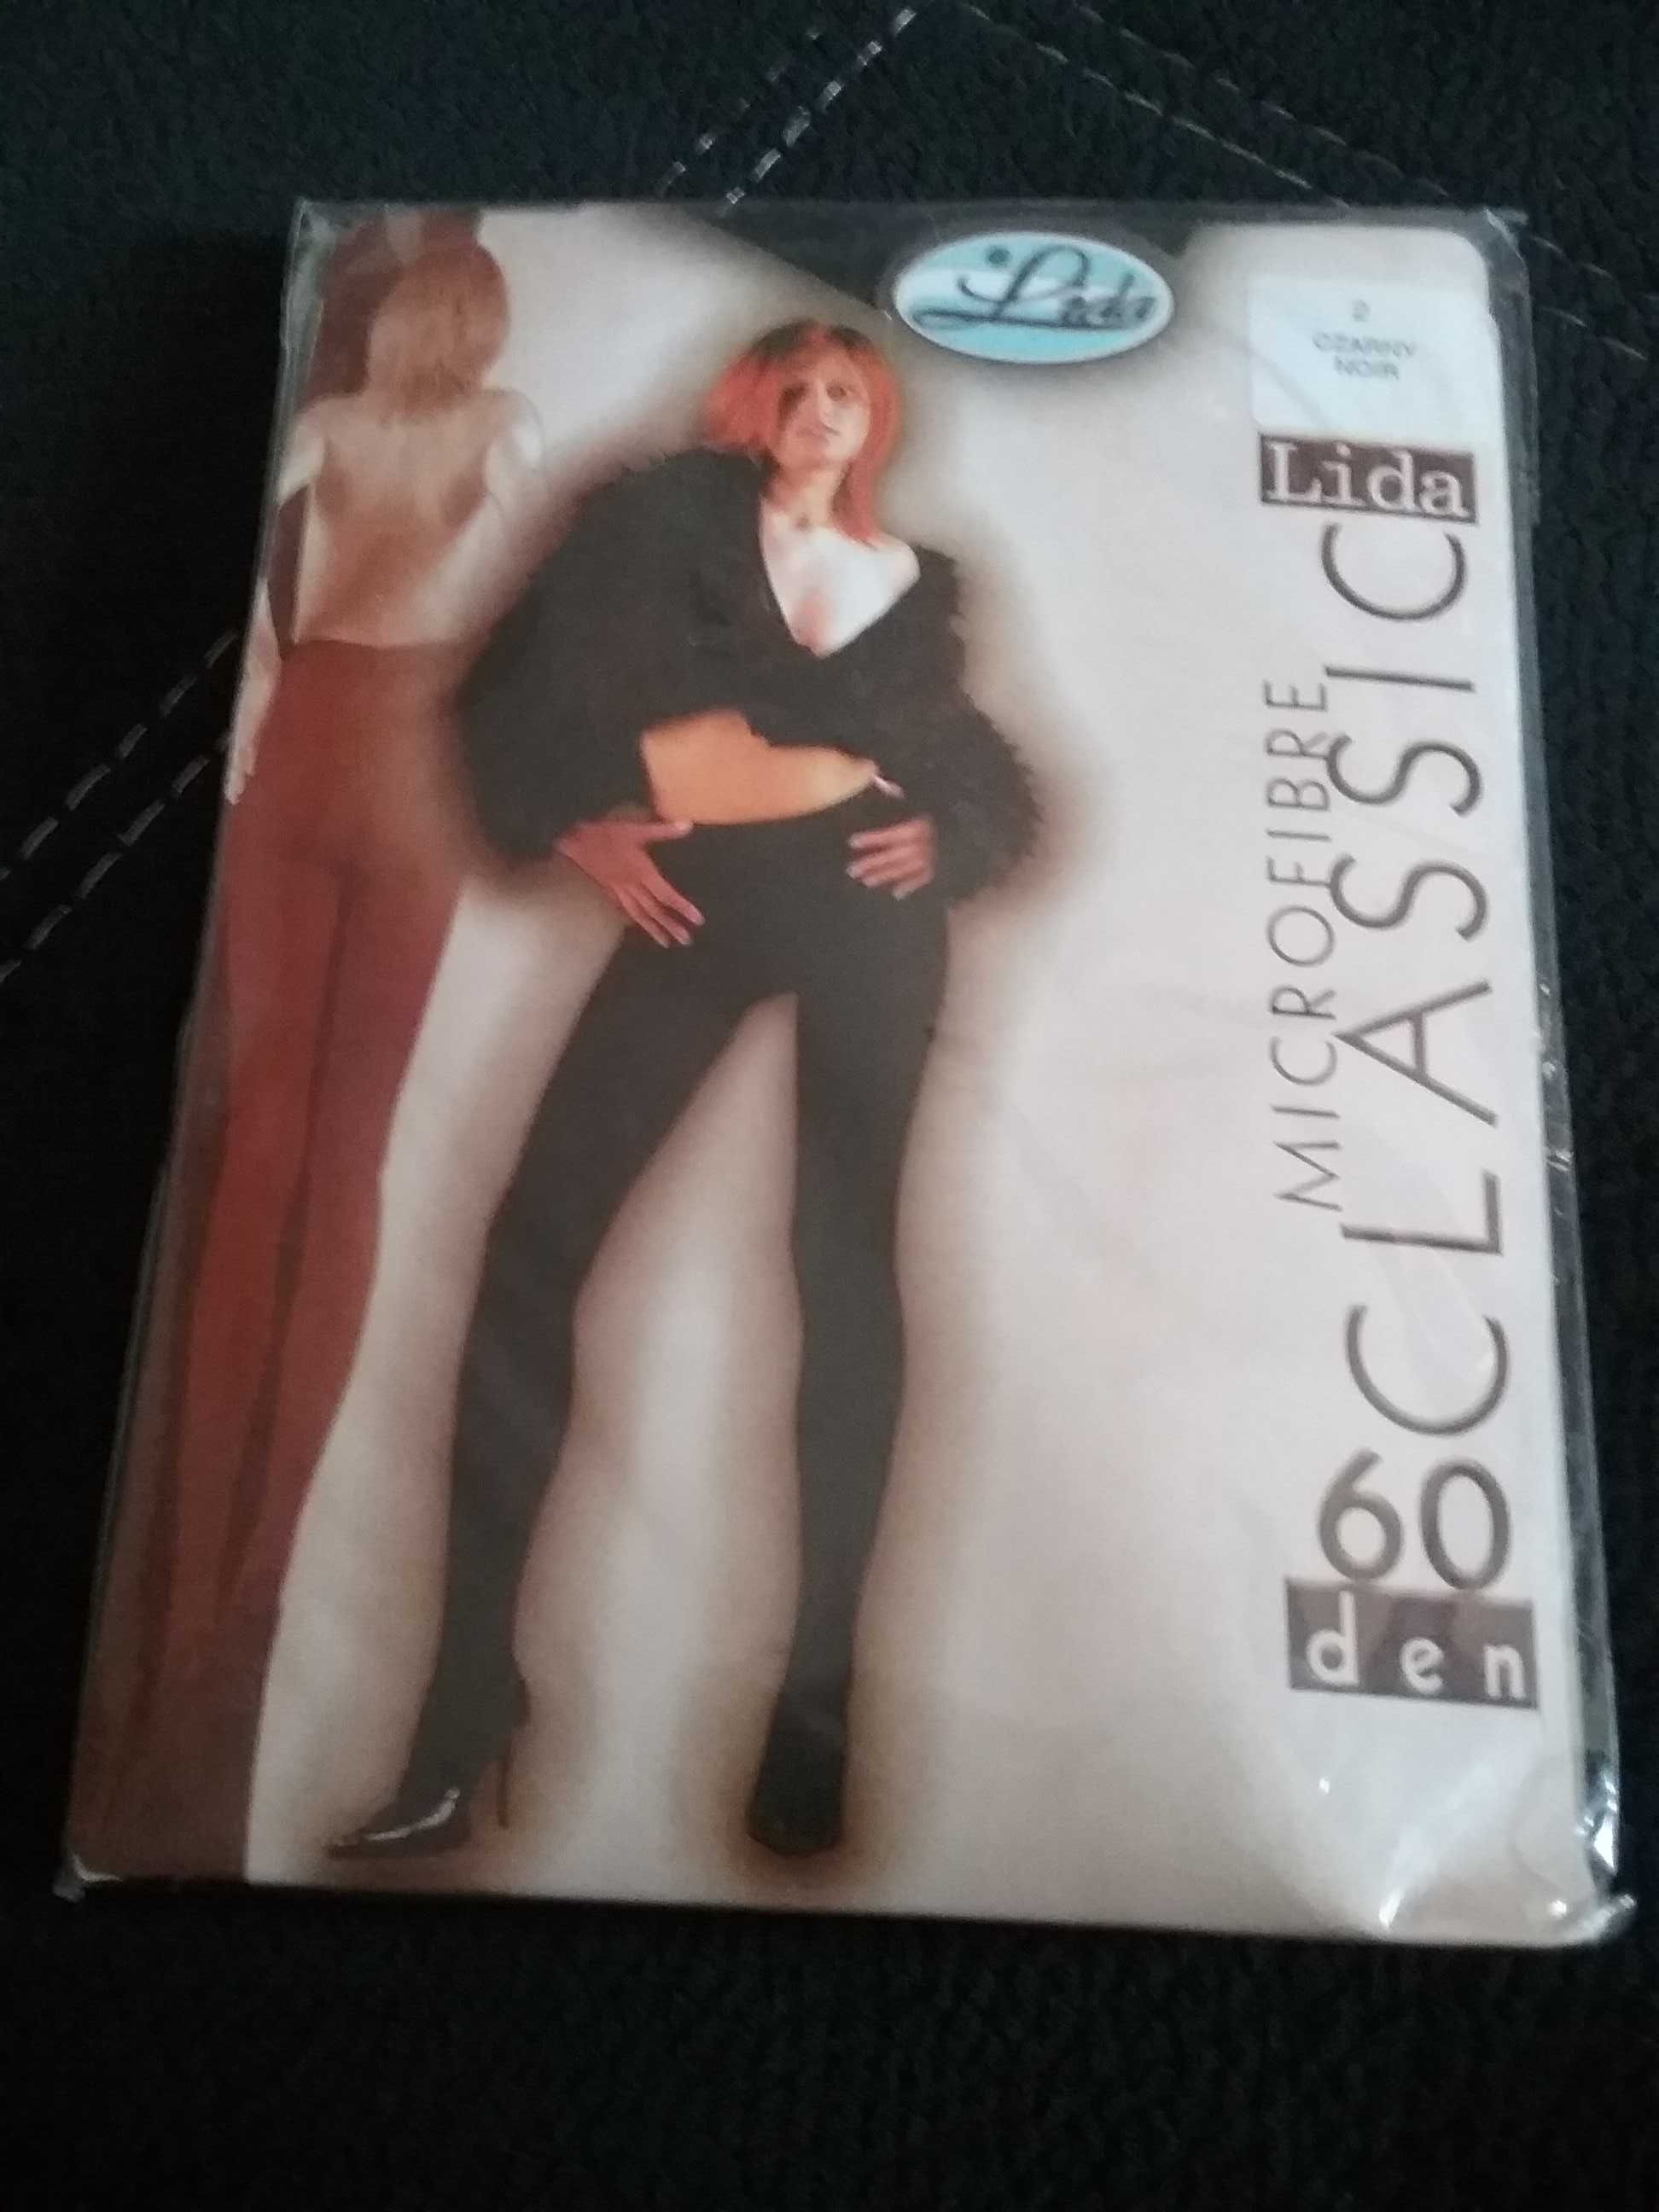 Lida
2
CZARNY
NOIR
Lida
MICROFIBRE
CLASSIC
60
den